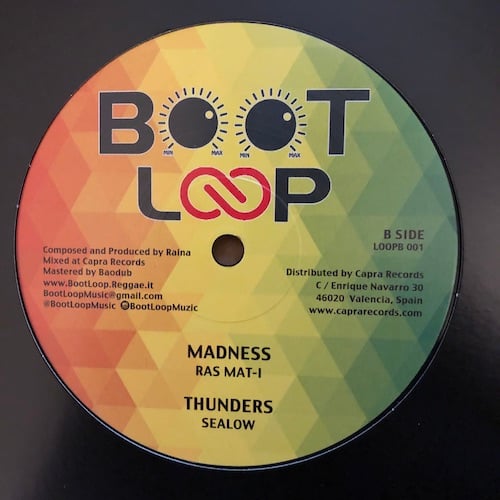 BOOT
MIN MAX MIN MAX
LOOP
B SIDE
LOOPB 001
Composed and Produced by Raina
Mixed at Capra Records
Mastered by Baodub
www.BootLoop.Reggae.it
BootLoopMusic@gmail.com
@BootLoopMusic BootLoopMuzic
Distributed by Capra Records
C / Enrique Navarro 30
46020 Valencia, Spain
www.caprarecords.com
MADNESS
RAS MAT-I
THUNDERS
SEALOW